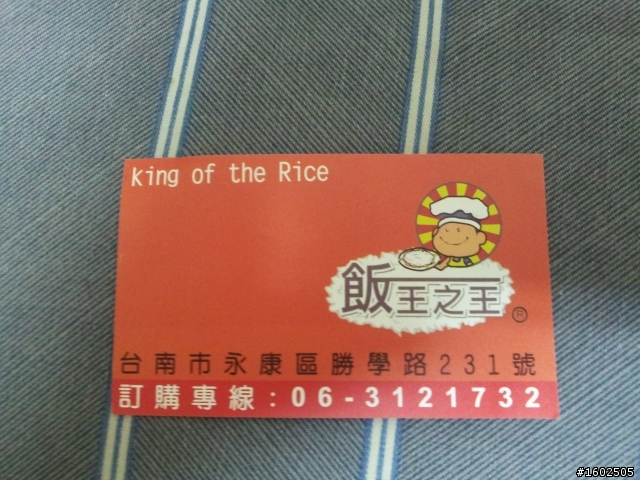 King of the Rice
飯王之王®
台南市永康區勝學路231號
訂購專線:06-3121732
#1602505